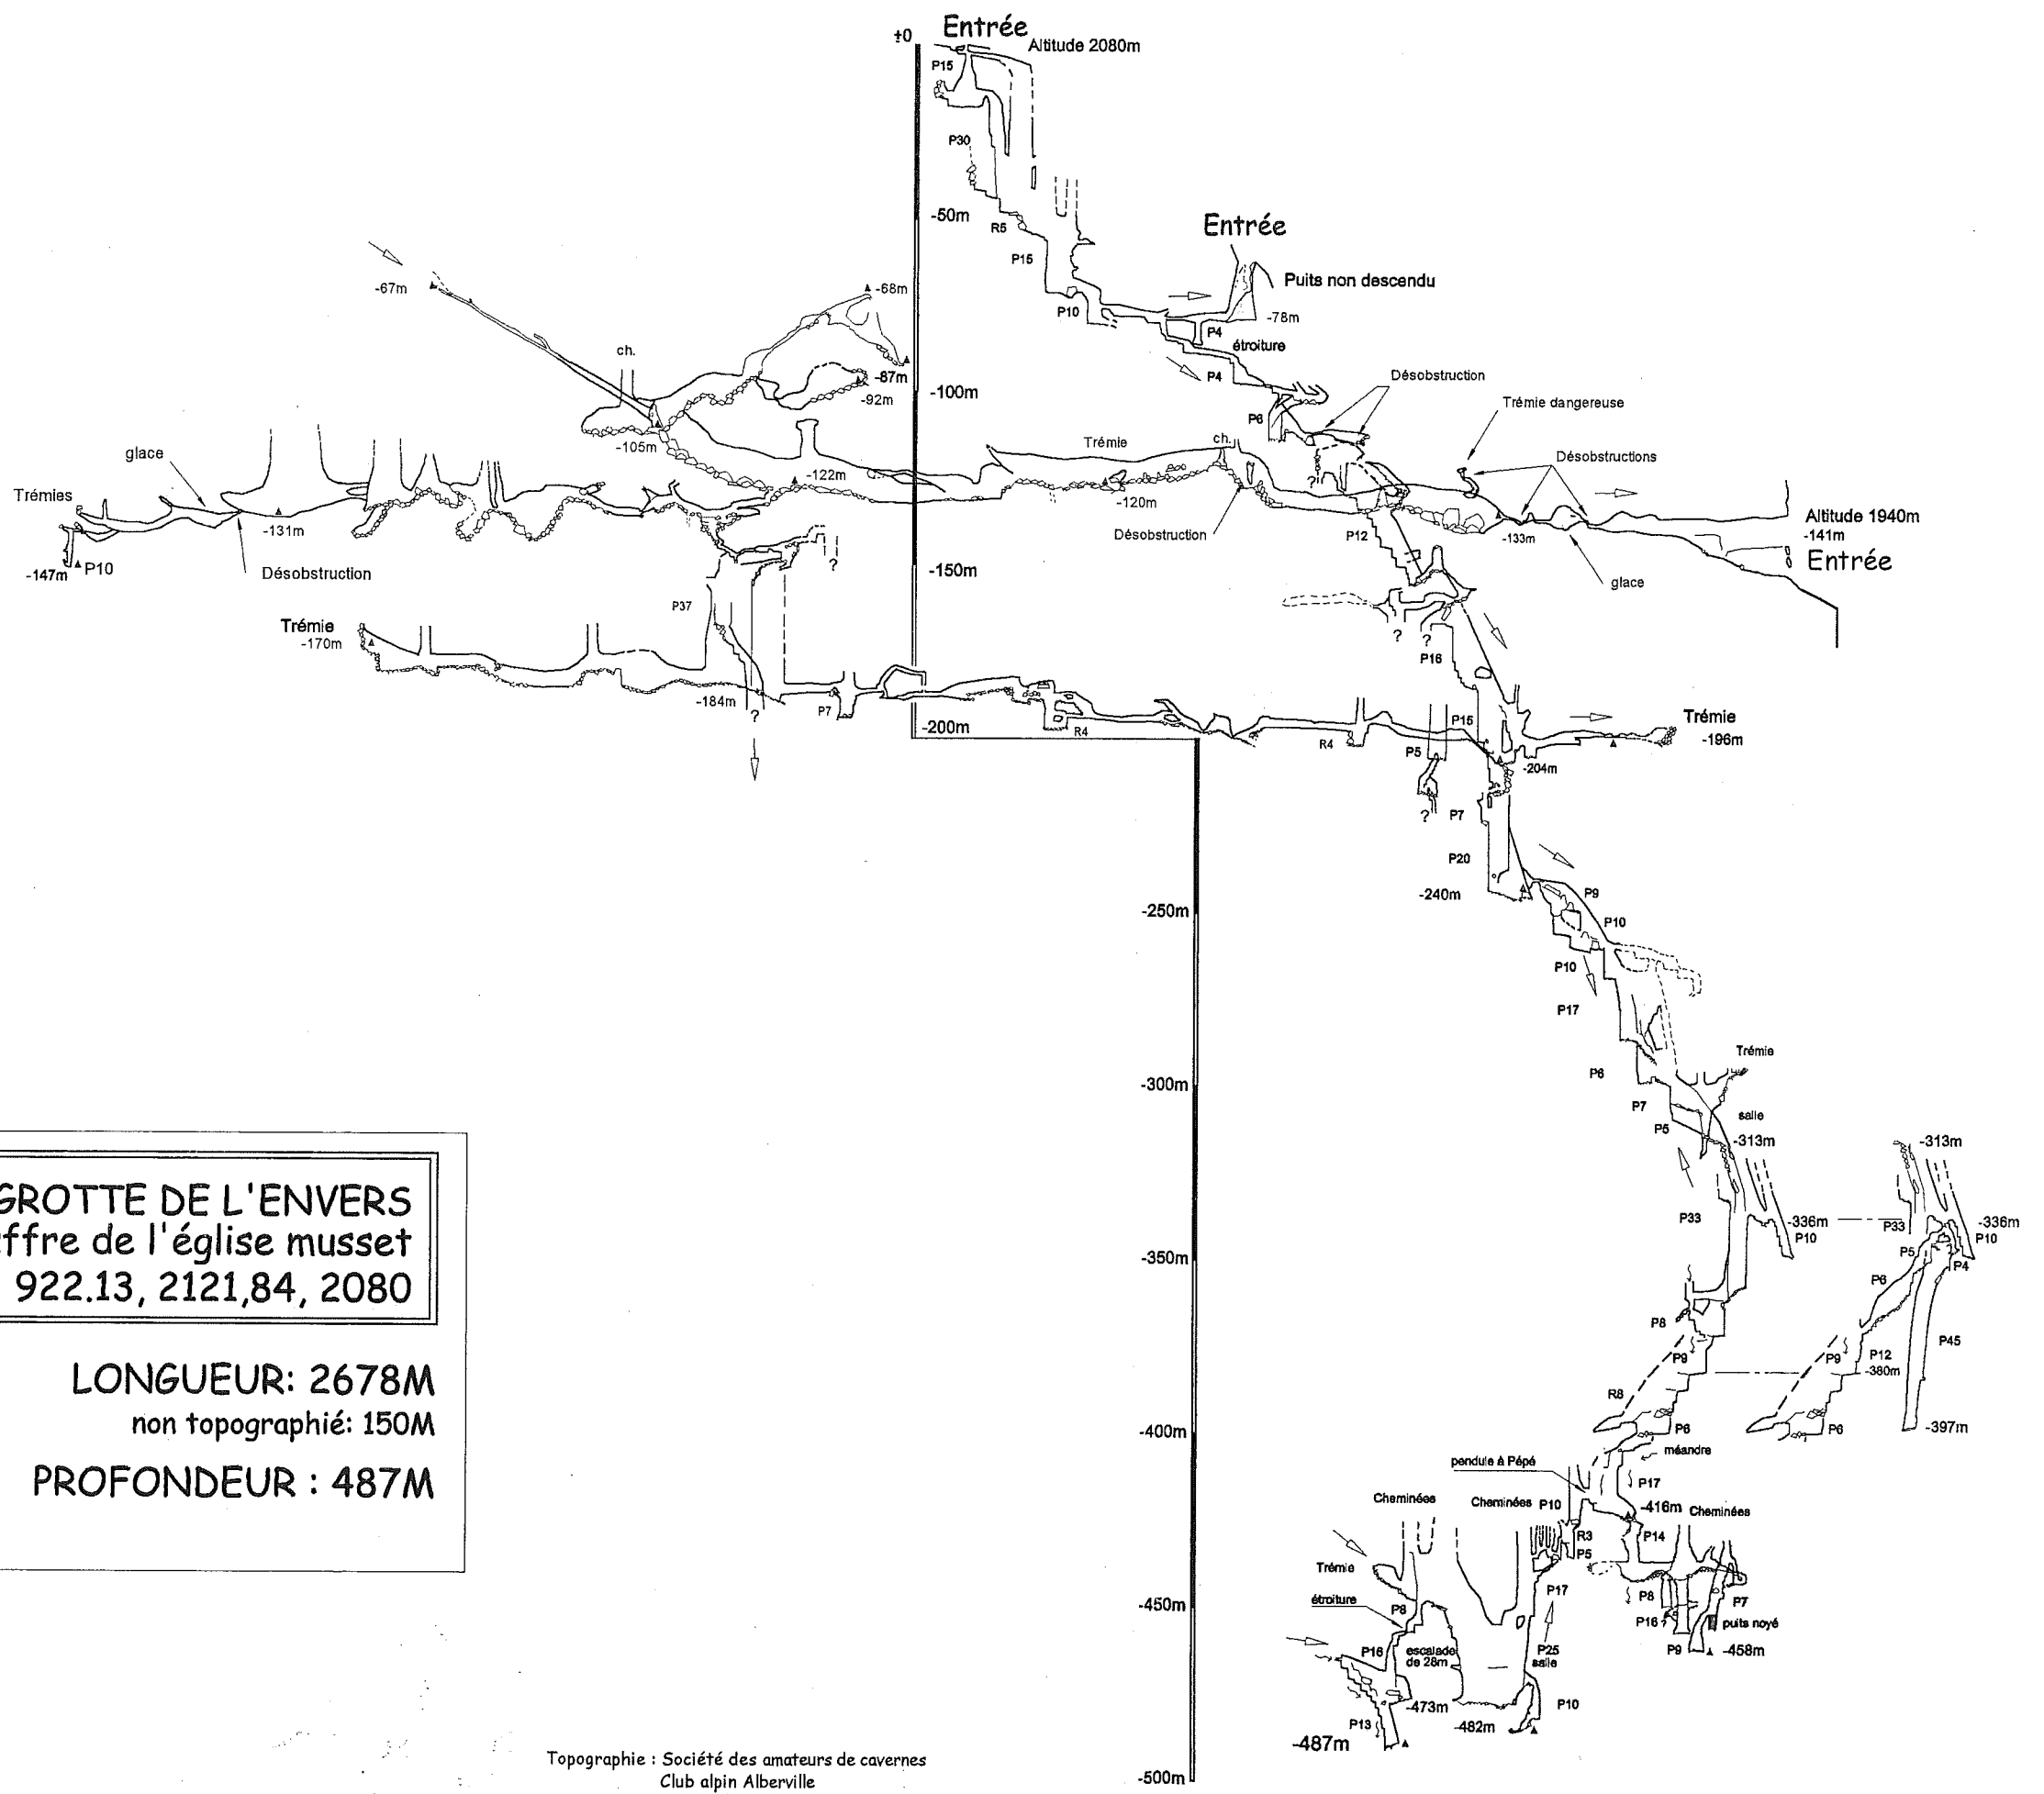 Entrée
±0
Altitude 2080m
P15
P30
-50m
R5
P15
P10
Entrée
Puits non descendu
-78m
P4
étroiture
P4
-67m
-68m
ch.
-87m
-92m
-100m
Désobstruction
Trémie dangereuse
P6
-105m
Trémie
ch.
Désobstructions
glace
Trémies
-122m
-120m
?
-131m
Désobstruction
P12
-133m
Altitude 1940m
-141m
Entrée
-147m
P10
Désobstruction
?
-150m
glace
P37
Trémie
-170m
?
?
P16
-184m
?
P7
-200m
R4
R4
P5
P15
Trémie
-196m
-204m
?
P7
P20
-240m
P9
P10
-250m
P10
P17
-300m
P6
Trémie
P7
salle
P5
-313m
-313m
P33
-336m
P10
P33
-336m
P10
-350m
P5
P4
P6
P8
P45
P9
P9
P12
-380m
R8
P6
P6
-397m
-400m
méandre
pendule à Pépé
P17
Cheminées
Cheminées
P10
-416m
Cheminées
R3
P14
P5
Trémie
P17
étroiture
-450m
P8
P8
P7
P16
?
puits noyé
P16
escalade
de 28m
P25
salle
P9
-458m
-473m
P10
P13
-482m
-487m
-500m
GROTTE DE L'ENVERS
ffre de l'église musset
922.13, 2121,84, 2080
LONGUEUR: 2678M
non topographié: 150M
PROFONDEUR : 487M
Topographie : Société des amateurs de cavernes
Club alpin Alberville